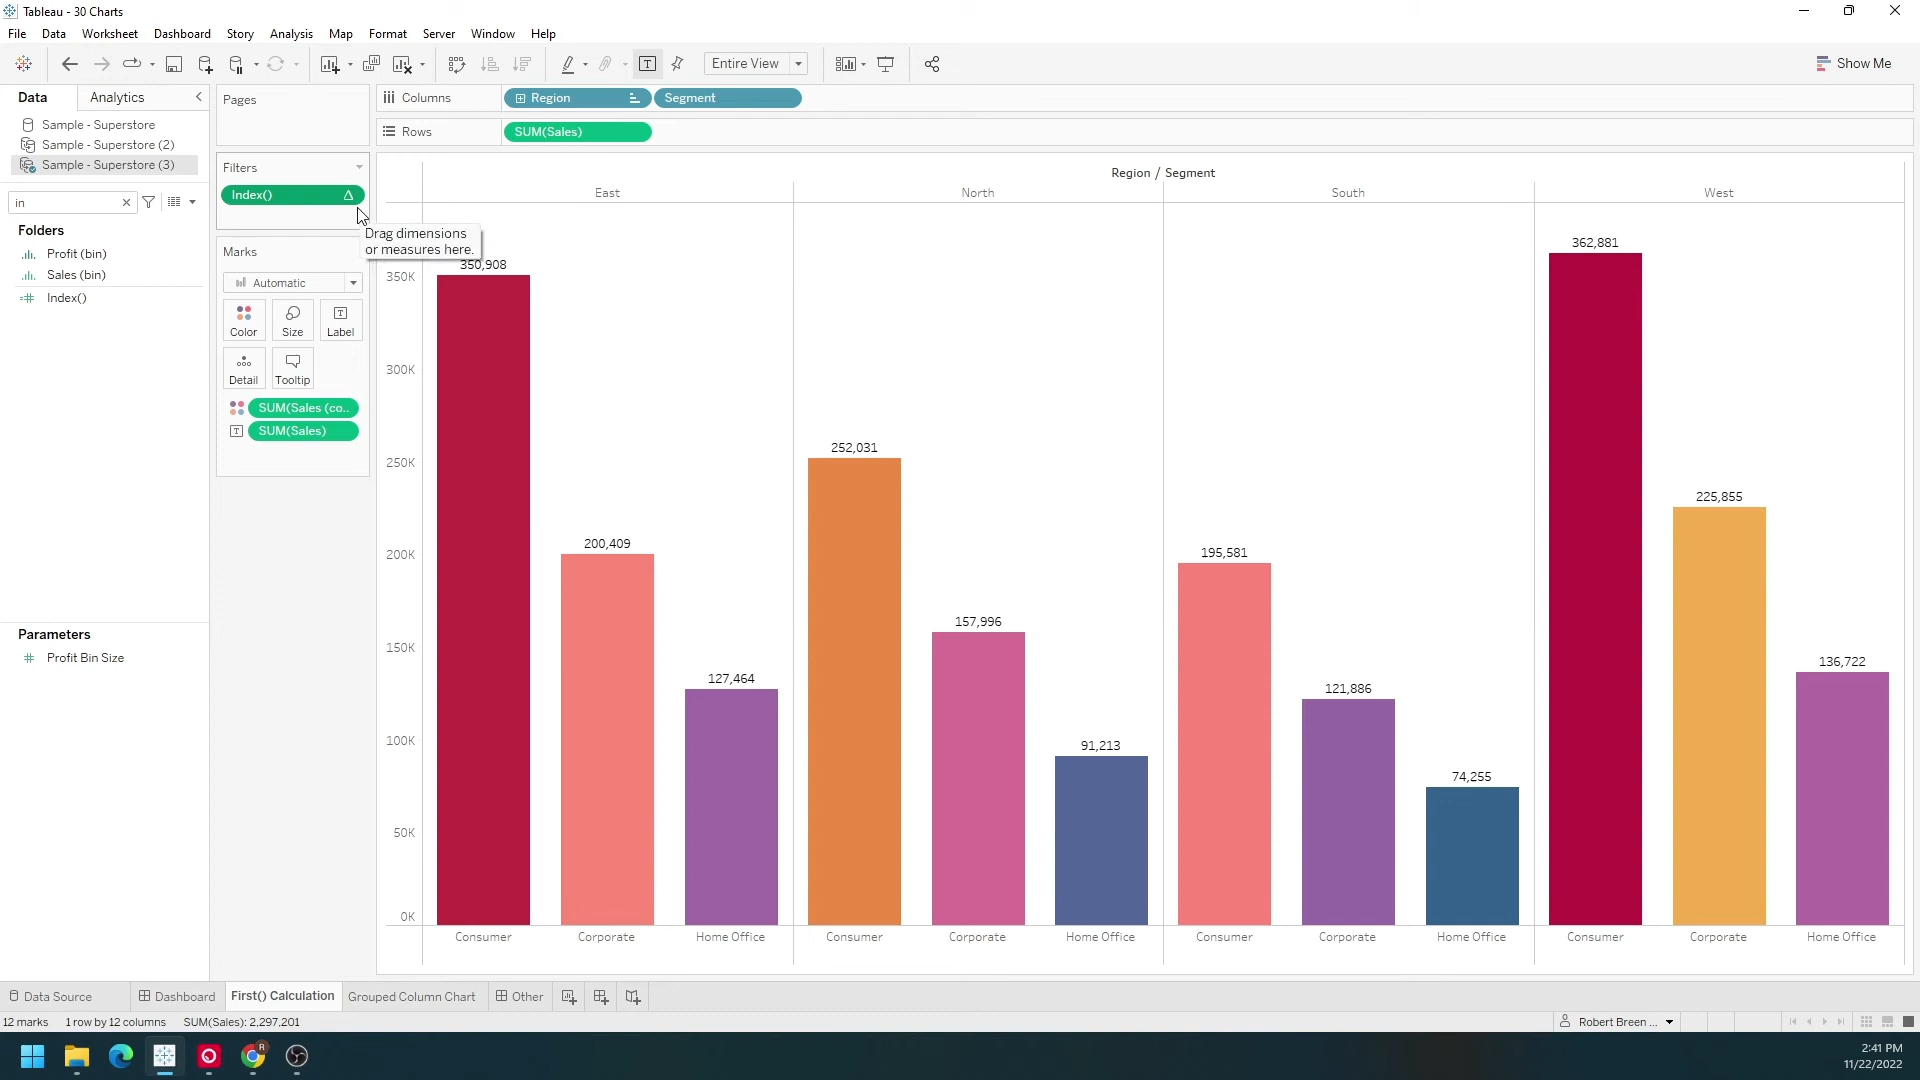 Tableau - 30 Charts
File Data Worksheet Dashboard Story Analysis Map Format Server Window Help
Entire View
Show Me
Data
Analytics
Sample - Superstore
Sample - Superstore (2)
Sample - Superstore (3)
in
Folders
Profit (bin)
Sales (bin)
Index()
Parameters
Profit Bin Size
Pages
Filters
Index()
Drag dimensions
or measures here.
Marks
Automatic
Color
Size
Label
Detail
Tooltip
SUM(Sales (co..
SUM(Sales)
Columns
Region
Segment
Rows
SUM(Sales)
Region / Segment
East
North
South
West
350K
300K
250K
200K
150K
100K
50K
0K
350,908
200,409
127,464
252,031
157,996
91,213
195,581
121,886
74,255
362,881
225,855
136,722
Consumer
Corporate
Home Office
Consumer
Corporate
Home Office
Consumer
Corporate
Home Office
Consumer
Corporate
Home Office
Data Source
Dashboard
First() Calculation
Grouped Column Chart
Other
12 marks
1 row by 12 columns
SUM(Sales): 2,297,201
Robert Breen ...
R
2:41 PM
11/22/2022